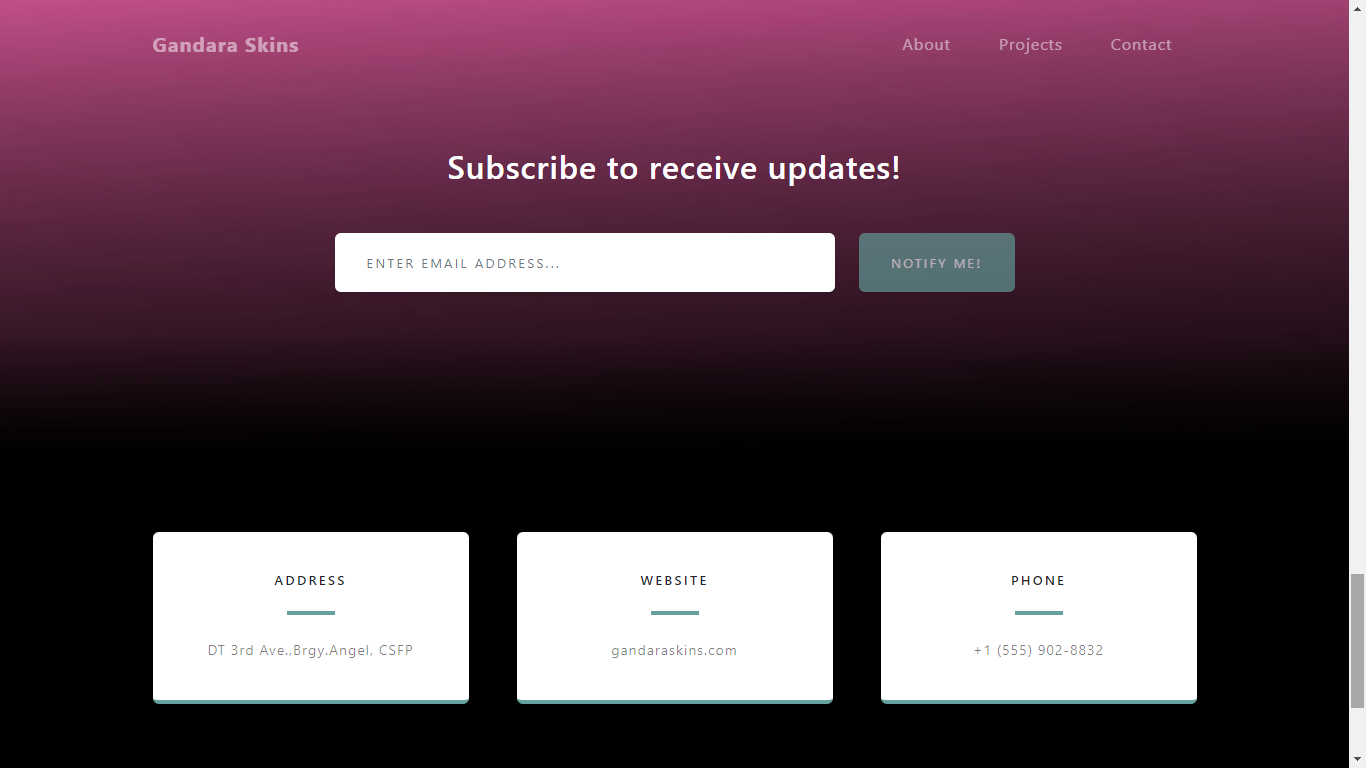 Gandara Skins
About
Projects
Contact
Subscribe to receive updates!
ENTER EMAIL ADDRESS...
NOTIFY ME!
ADDRESS
DT 3rd Ave.,Brgy.Angel, CSFP
WEBSITE
gandaraskins.com
PHONE
+1 (555) 902-8832